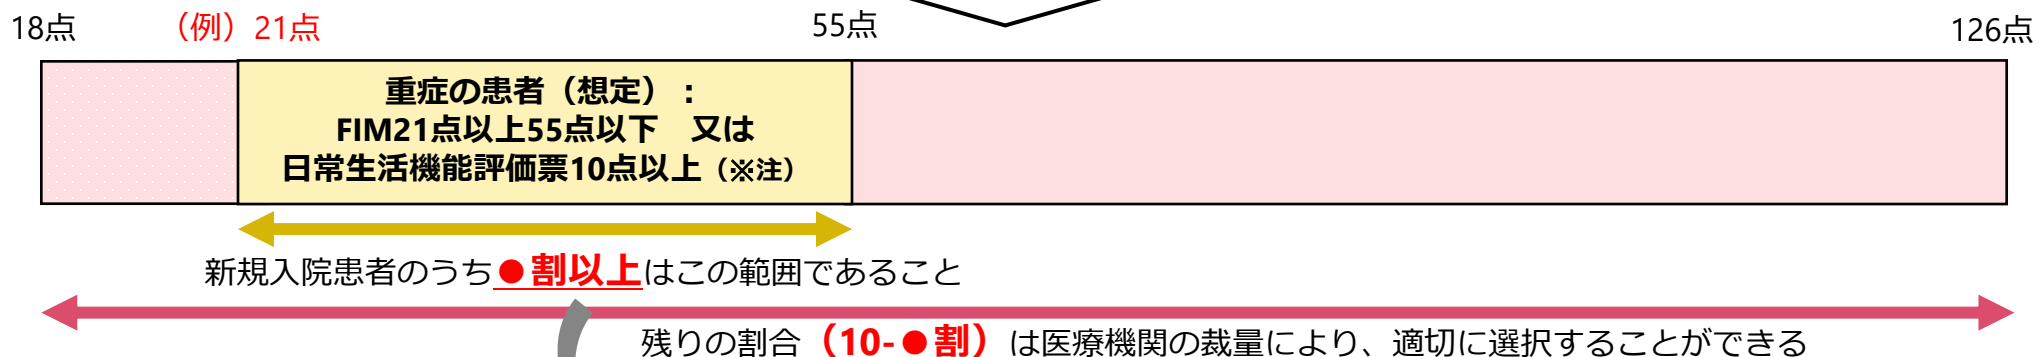 18点 （例）21点 55点 126点
重症の患者（想定）：
FIM21点以上55点以下　又は
日常生活機能評価票10点以上（※注）
新規入院患者のうち●割以上はこの範囲であること
残りの割合（10-●割）は医療機関の裁量により、適切に選択することができる